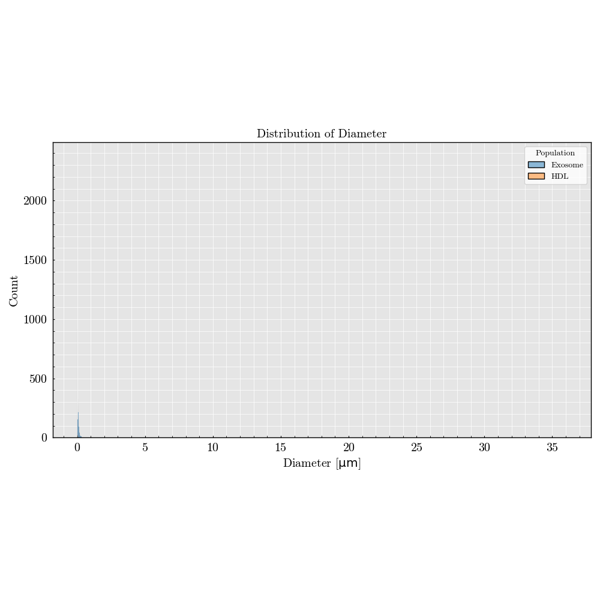 Distribution of Diameter
Population
Exosome
HDL
2000
1500
1000
500
0
Count
0 5 10 15 20 25 30 35
Diameter [μm]